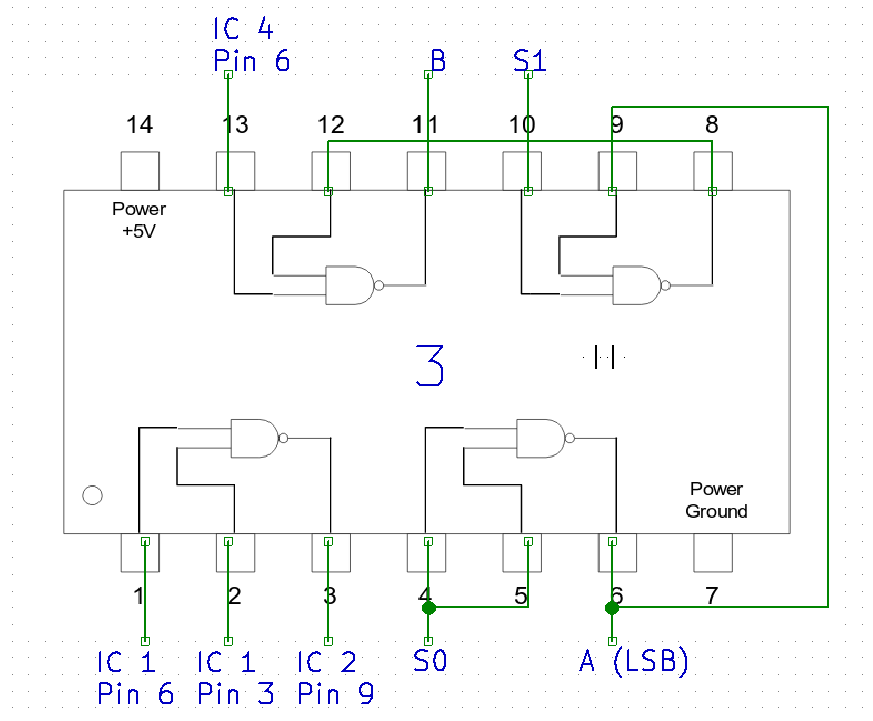 IC 4
Pin 6
B
S1
14
13
12
11
10
9
8
Power
+5V
3
Power
Ground
1
2
3
4
5
6
7
IC 1
Pin 6
IC 1
Pin 3
IC 2
Pin 9
S0
A (LSB)